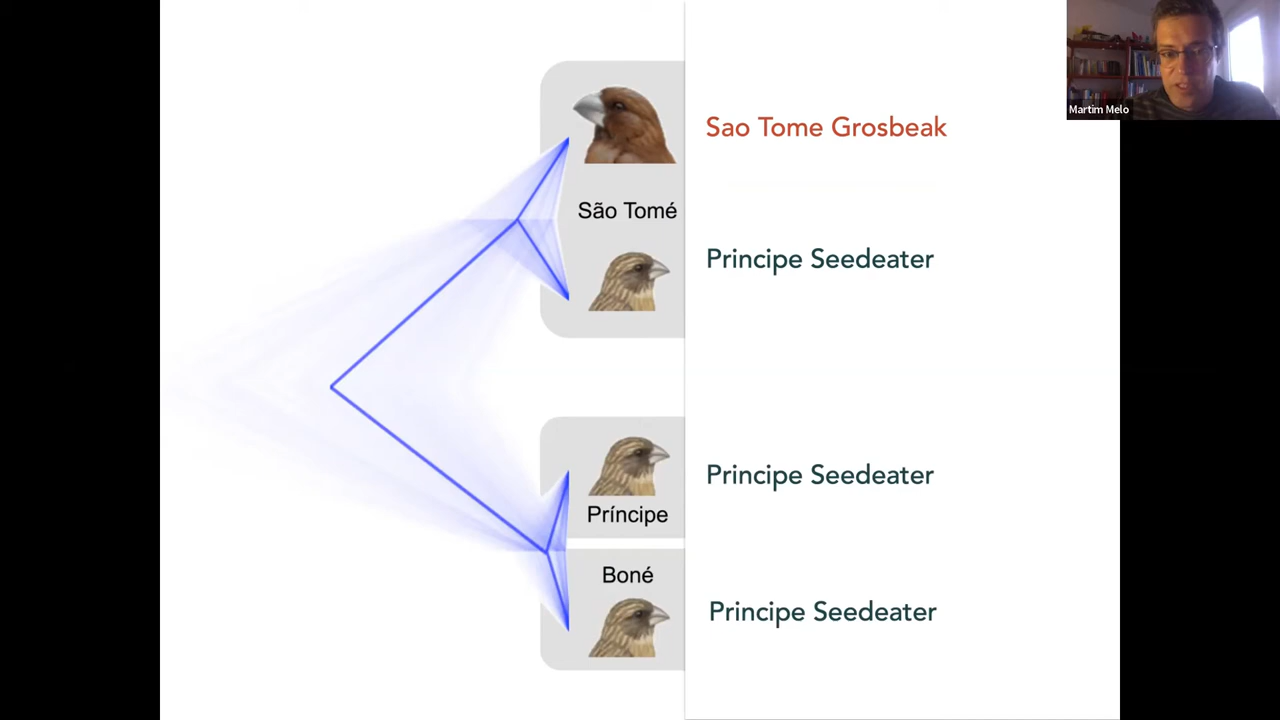 Martim Melo
Sao Tome Grosbeak
São Tomé
Principe Seedeater
Principe Seedeater
Príncipe
Boné
Principe Seedeater